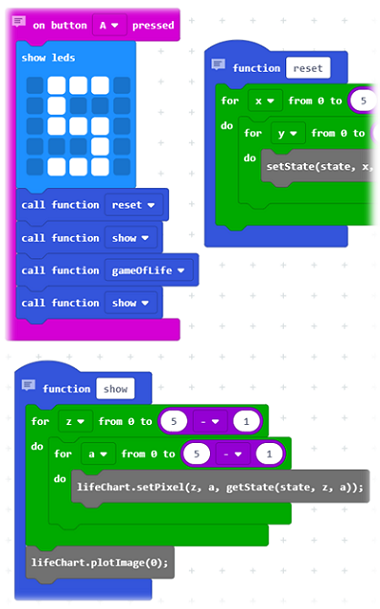 on button A pressed
show leds
call function reset
call function show
call function gameOfLife
call function show
function reset
for x from 0 to 5
do for y from 0 to
do setState(state, x,
function show
for z from 0 to 5 - 1
do for a from 0 to 5 - 1
do lifeChart.setPixel(z, a, getState(state, z, a));
lifeChart.plotImage(0);